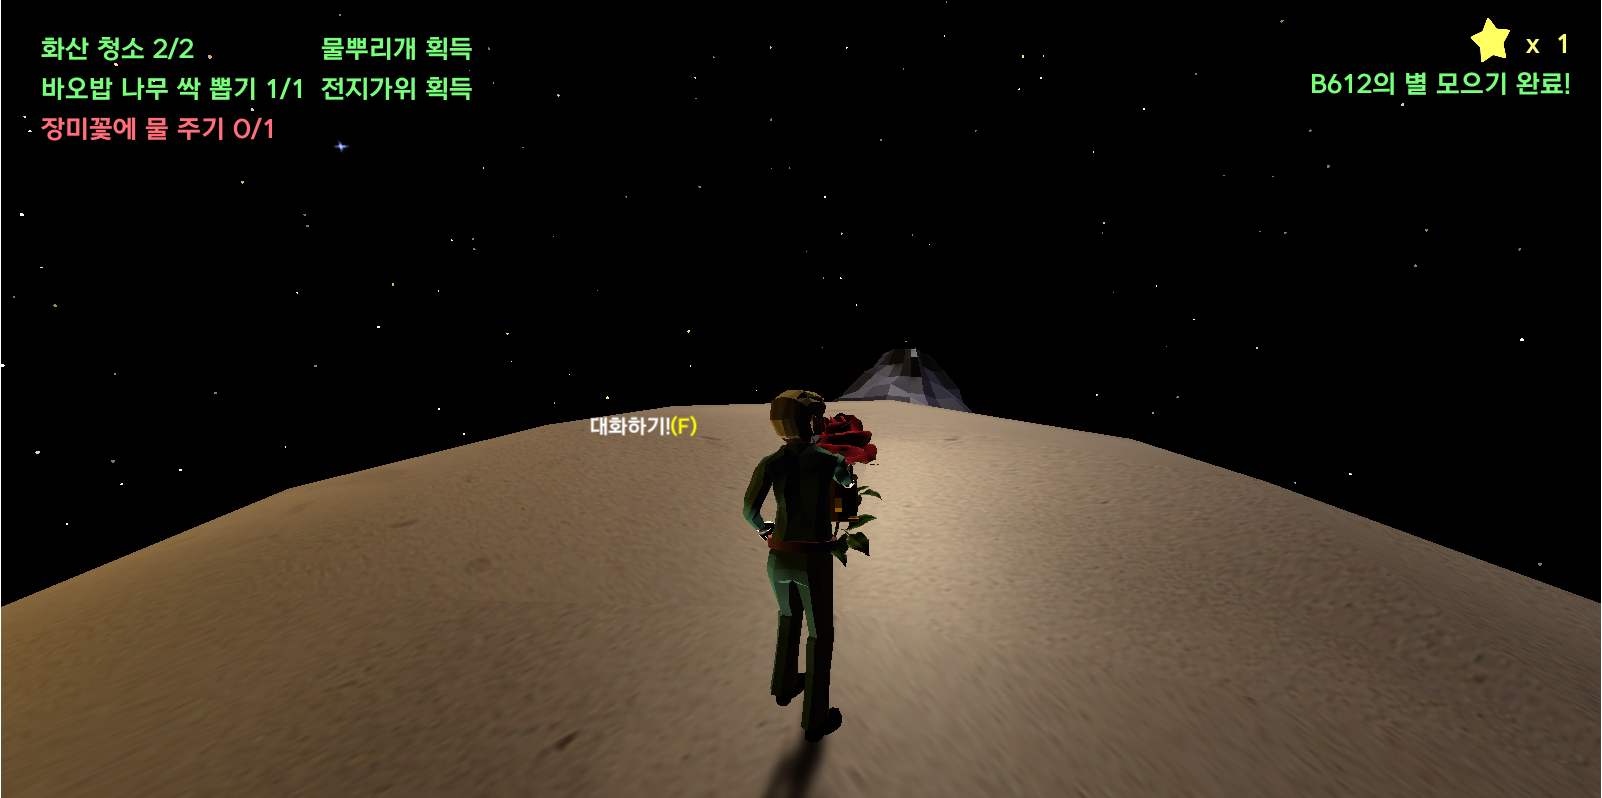 화산 청소 2/2
물뿌리개 획득
바오밥 나무 싹 뽑기 1/1
전지가위 획득
장미꽃에 물 주기 0/1
x 1
B612의 별 모으기 완료!
대화하기!(F)